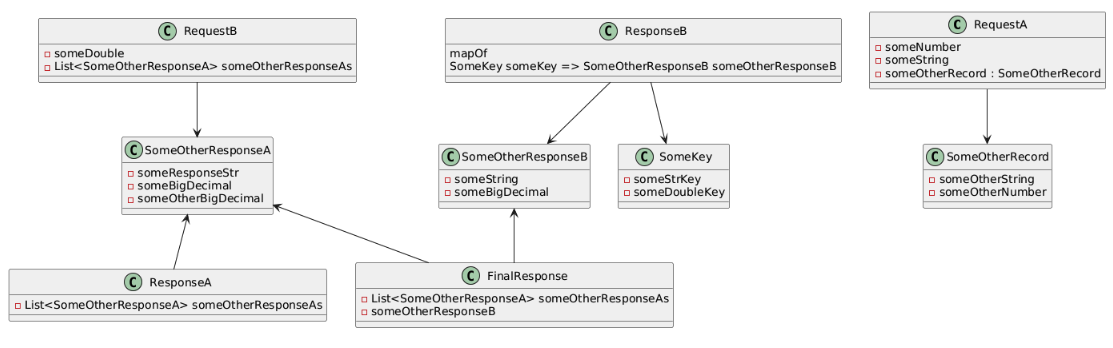 C RequestB
someDouble
List<SomeOtherResponseA> someOtherResponseAs
C ResponseB
mapOf
SomeKey someKey => SomeOtherResponseB someOtherResponseB
C RequestA
someNumber
someString
someOtherRecord : SomeOtherRecord
C SomeOtherResponseA
someResponseStr
someBigDecimal
someOtherBigDecimal
C SomeOtherResponseB
someString
someBigDecimal
C SomeKey
someStrKey
someDoubleKey
C SomeOtherRecord
someOtherString
someOtherNumber
C ResponseA
List<SomeOtherResponseA> someOtherResponseAs
C FinalResponse
List<SomeOtherResponseA> someOtherResponseAs
someOtherResponseB